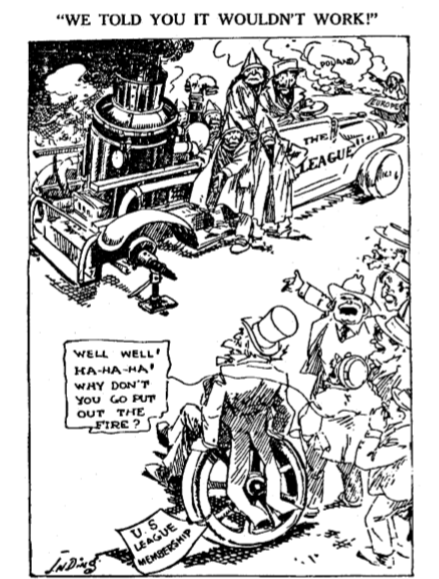 "WE TOLD YOU IT WOULDN'T WORK!"
POLAND
EUROPE
THE
LEAGUE
WELL WELL!
HA-HA-HA!
WHY DON'T
YOU GO PUT
OUT THE
FIRE?
U S
LEAGUE
MEMBERSHIP